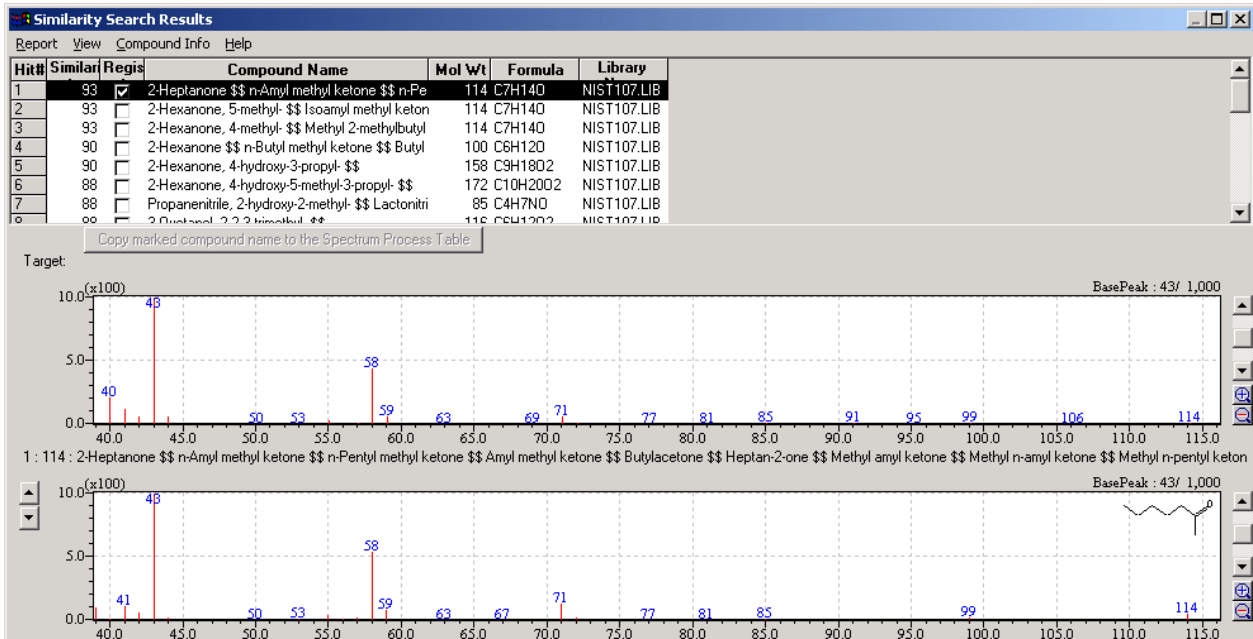 Similarity Search Results
Report View Compound Info Help
Hit# Similari Regis Compound Name Mol Wt Formula Library
1 93 2-Heptanone $$ n-Amyl methyl ketone $$ n-Pe 114 C7H14O NIST107.LIB
2 93 2-Hexanone, 5-methyl- $$ Isoamyl methyl keton 114 C7H14O NIST107.LIB
3 93 2-Hexanone, 4-methyl- $$ Methyl 2-methylbutyl 114 C7H14O NIST107.LIB
4 90 2-Hexanone $$ n-Butyl methyl ketone $$ Butyl 100 C6H12O NIST107.LIB
5 90 2-Hexanone, 4-hydroxy-3-propyl- $$ 158 C9H18O2 NIST107.LIB
6 88 2-Hexanone, 4-hydroxy-5-methyl-3-propyl- $$ 172 C10H20O2 NIST107.LIB
7 88 Propanenitrile, 2-hydroxy-2-methyl- $$ Lactonitri 85 C4H7NO NIST107.LIB
Copy marked compound name to the Spectrum Process Table
Target:
(x100) BasePeak : 43/ 1,000
10.0 43
5.0 58
40 59 71
0.0 50 53 63 69 77 81 85 91 95 99 106 114
40.0 45.0 50.0 55.0 60.0 65.0 70.0 75.0 80.0 85.0 90.0 95.0 100.0 105.0 110.0 115.0
1 : 114 : 2-Heptanone $$ n-Amyl methyl ketone $$ n-Pentyl methyl ketone $$ Amyl methyl ketone $$ Butylacetone $$ Heptan-2-one $$ Methyl amyl ketone $$ Methyl n-amyl ketone $$ Methyl n-pentyl keton
(x100) BasePeak : 43/ 1,000
10.0 43 O
5.0 58
41 59 71 114
0.0 50 53 63 67 77 81 85 99
40.0 45.0 50.0 55.0 60.0 65.0 70.0 75.0 80.0 85.0 90.0 95.0 100.0 105.0 110.0 115.0